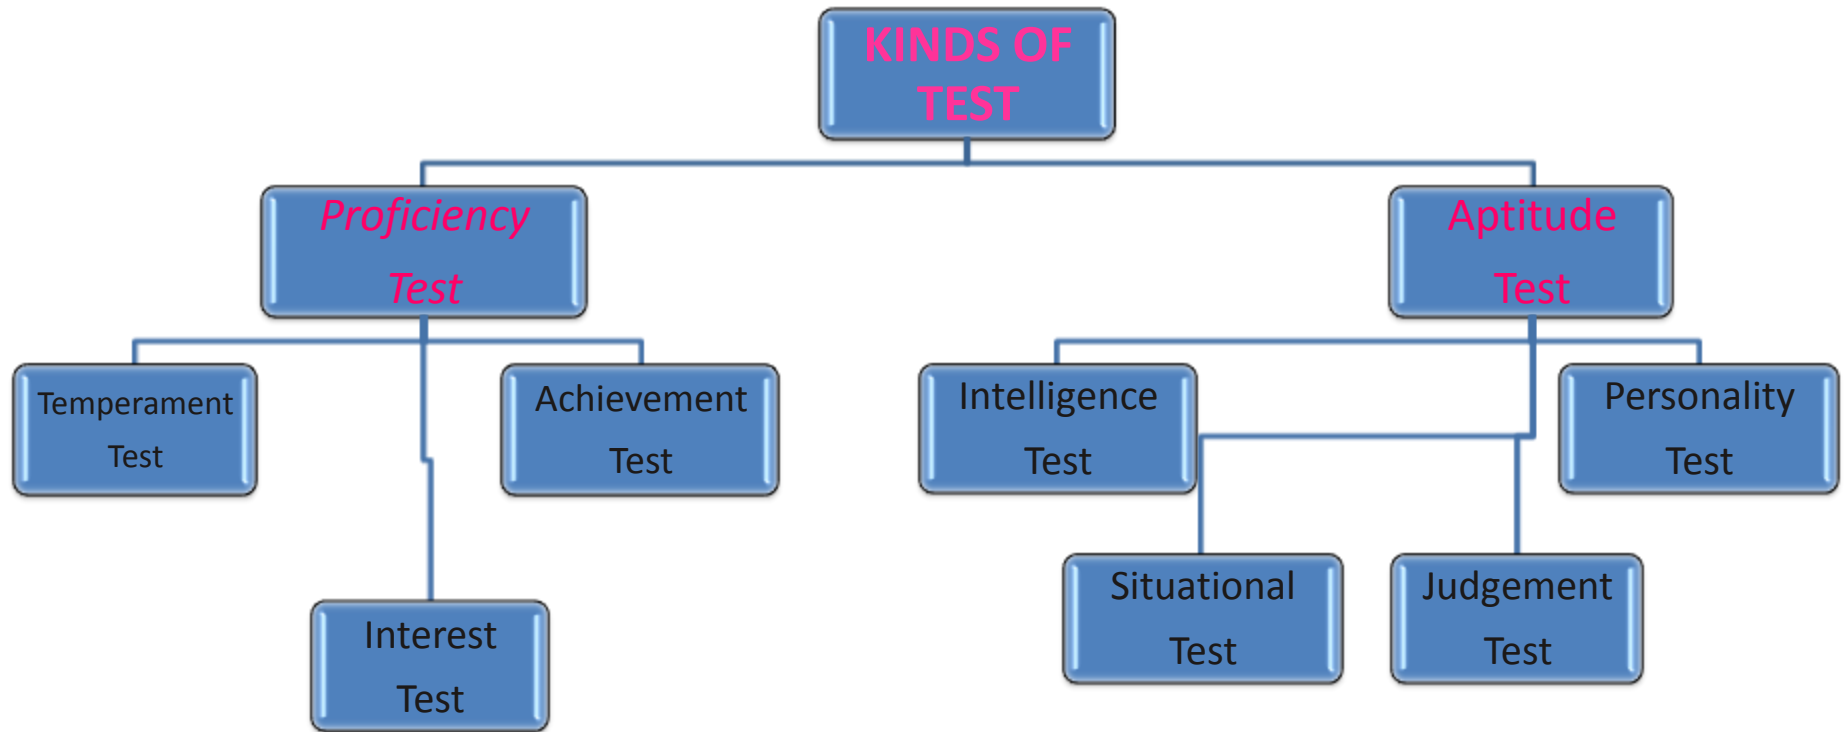 KINDS OF
TEST
Proficiency
Test
Aptitude
Test
Temperament
Test
Achievement
Test
Intelligence
Test
Personality
Test
Interest
Test
Situational
Test
Judgement
Test